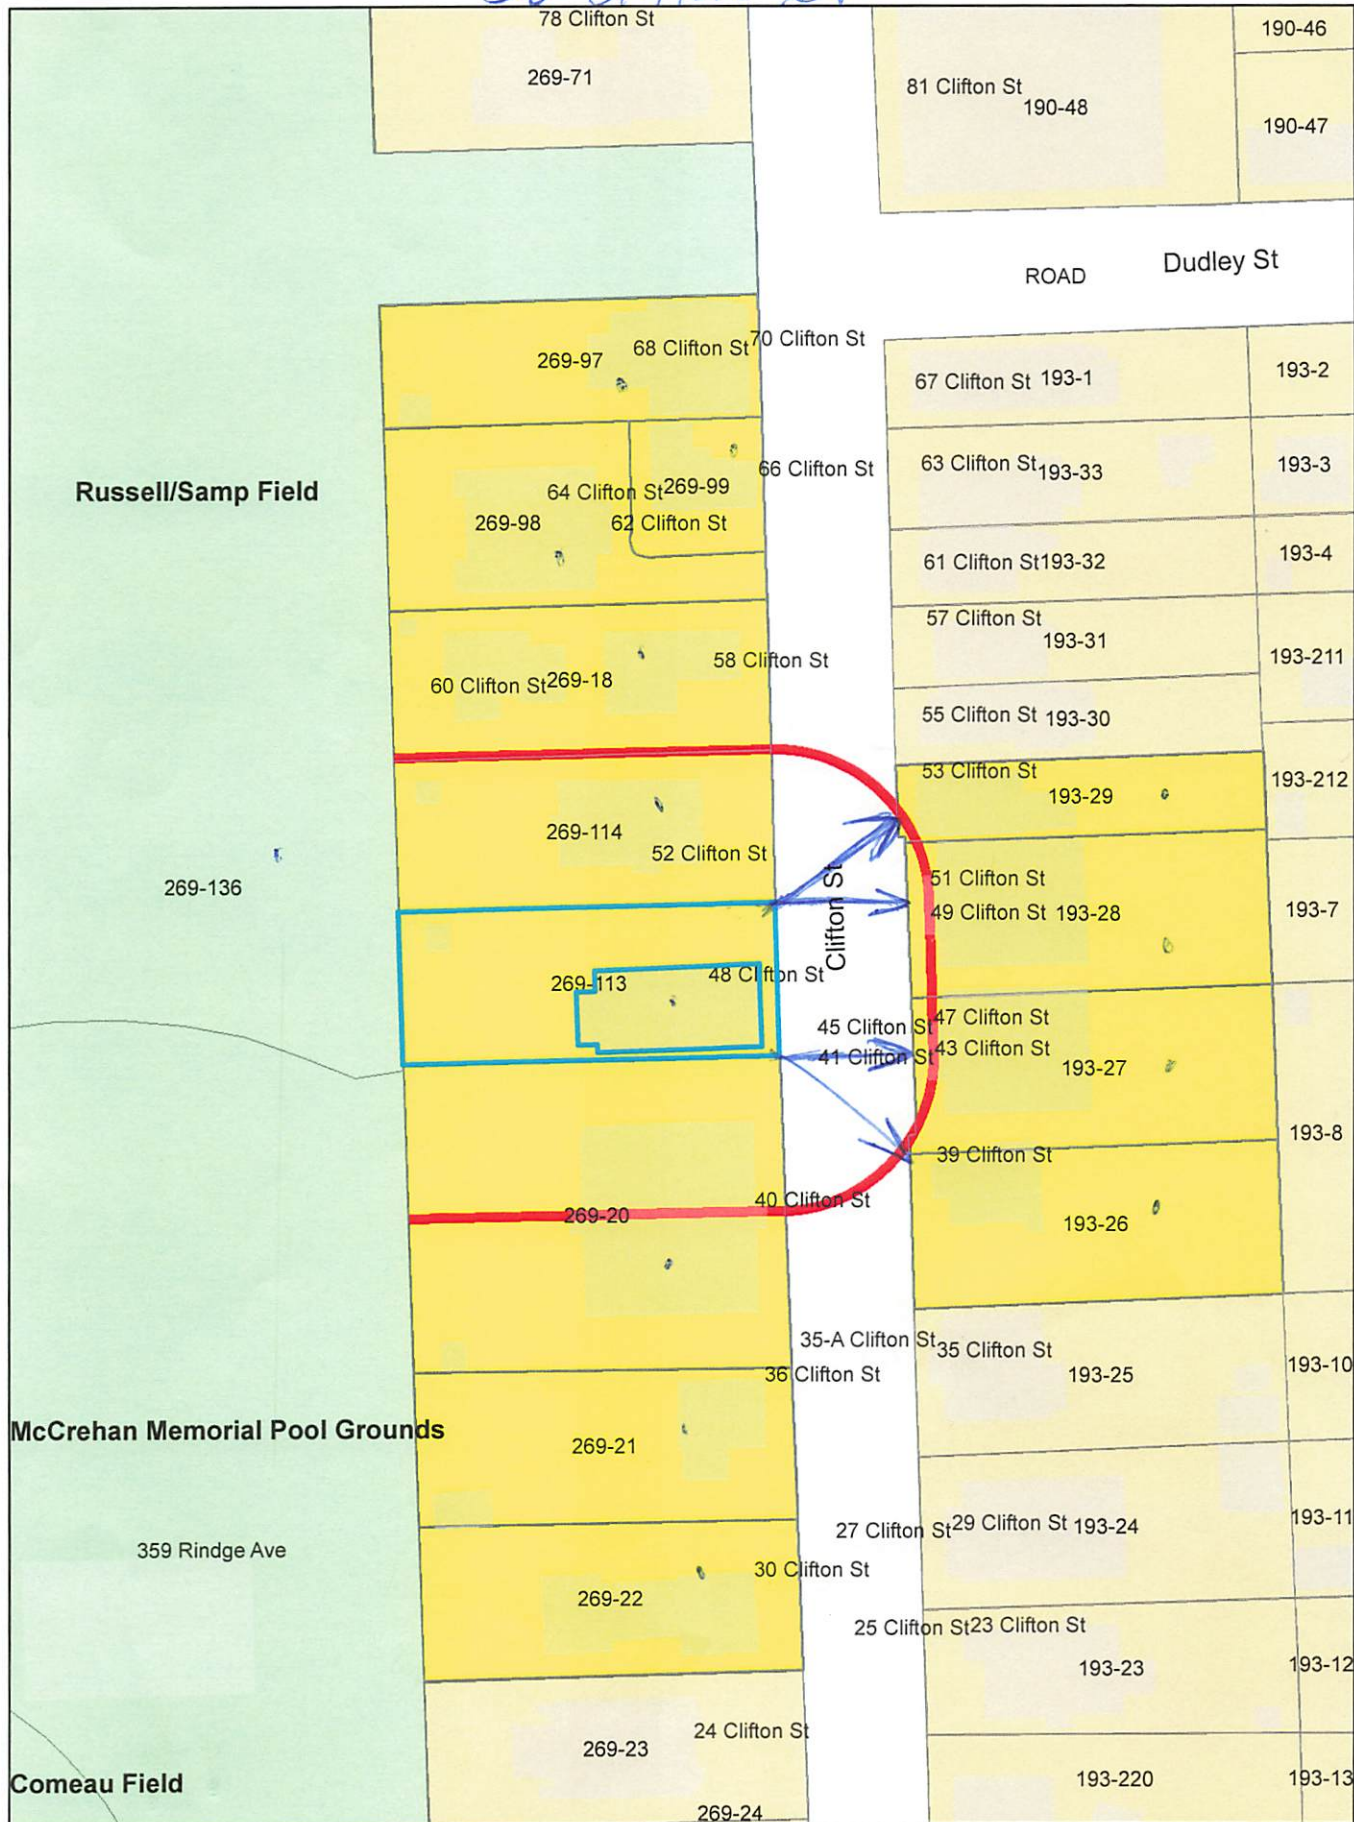 78 Clifton St
269-71
81 Clifton St
190-48
190-46
190-47
ROAD
Dudley St
269-97
68 Clifton St
70 Clifton St
67 Clifton St
193-1
193-2
Russell/Samp Field
64 Clifton St
269-99
66 Clifton St
269-98
62 Clifton St
63 Clifton St
193-33
193-3
61 Clifton St
193-32
193-4
57 Clifton St
193-31
193-211
60 Clifton St
269-18
58 Clifton St
55 Clifton St
193-30
53 Clifton St
193-29
193-212
269-114
52 Clifton St
269-136
Clifton St
51 Clifton St
49 Clifton St
193-28
193-7
269-113
48 Clifton St
45 Clifton St
47 Clifton St
41 Clifton St
43 Clifton St
193-27
193-8
39 Clifton St
40 Clifton St
269-20
193-26
35-A Clifton St
35 Clifton St
36 Clifton St
193-25
193-10
McCrehan Memorial Pool Grounds
269-21
359 Rindge Ave
27 Clifton St
29 Clifton St
193-24
193-11
30 Clifton St
269-22
25 Clifton St
23 Clifton St
193-23
193-12
24 Clifton St
269-23
Comeau Field
193-220
193-13
269-24